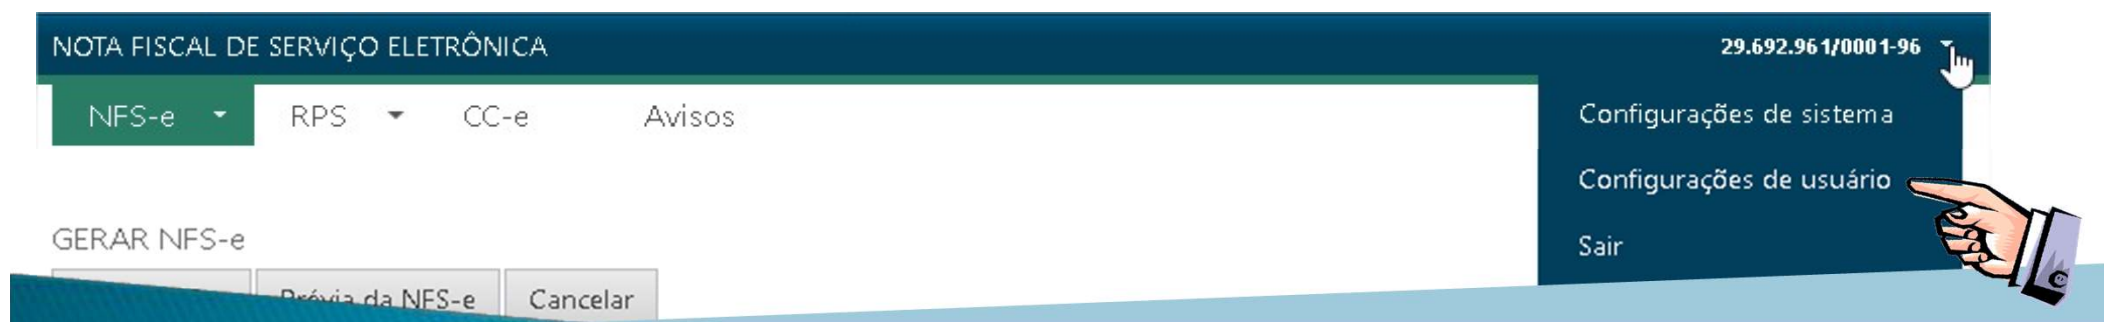 NOTA FISCAL DE SERVIÇO ELETRÔNICA 29.692.961/0001-96
NFS-e RPS CC-e Avisos
Configurações de sistema
Configurações de usuário
GERAR NFS-e
Sair
Prévia da NFS-e Cancelar